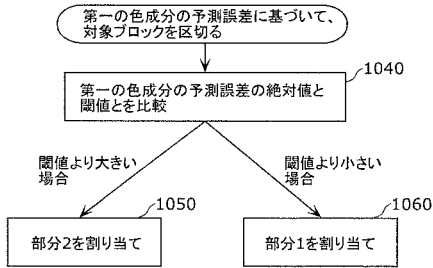 第一の色成分の予測誤差に基づいて、
対象ブロックを区切る
1040
第一の色成分の予測誤差の絶対値と
閾値とを比較
閾値より大きい
場合
閾値より小さい
場合
1050
部分2を割り当て
1060
部分1を割り当て